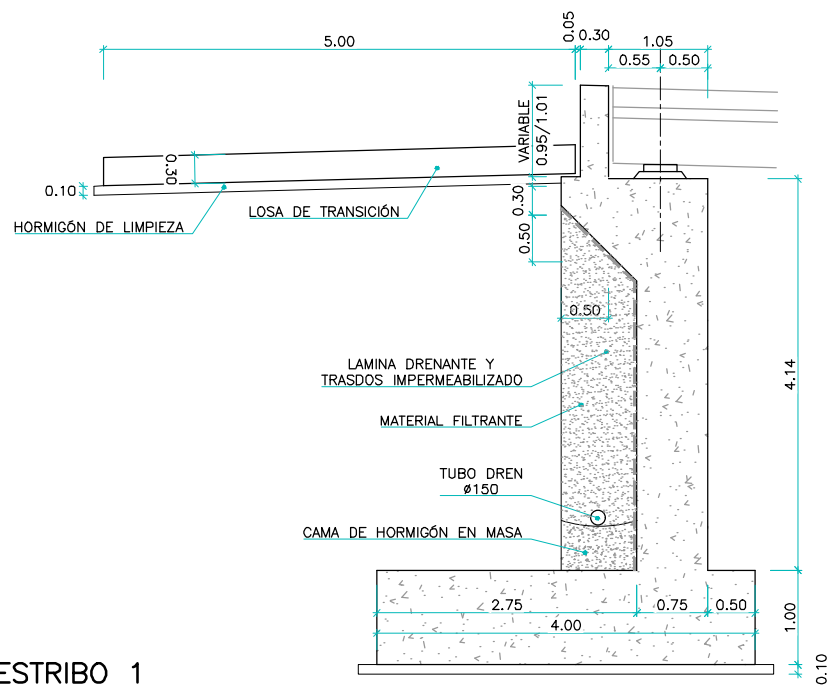 5.00
0.05
0.30
1.05
0.55
0.50
VARIABLE
0.95/1.01
0.30
0.10
HORMIGÓN DE LIMPIEZA
LOSA DE TRANSICIÓN
0.30
0.50
0.50
LAMINA DRENANTE Y
TRASDOS IMPERMEABILIZADO
MATERIAL FILTRANTE
4.14
TUBO DREN
ø150
CAMA DE HORMIGÓN EN MASA
2.75
0.75
0.50
4.00
1.00
0.10
ESTRIBO 1